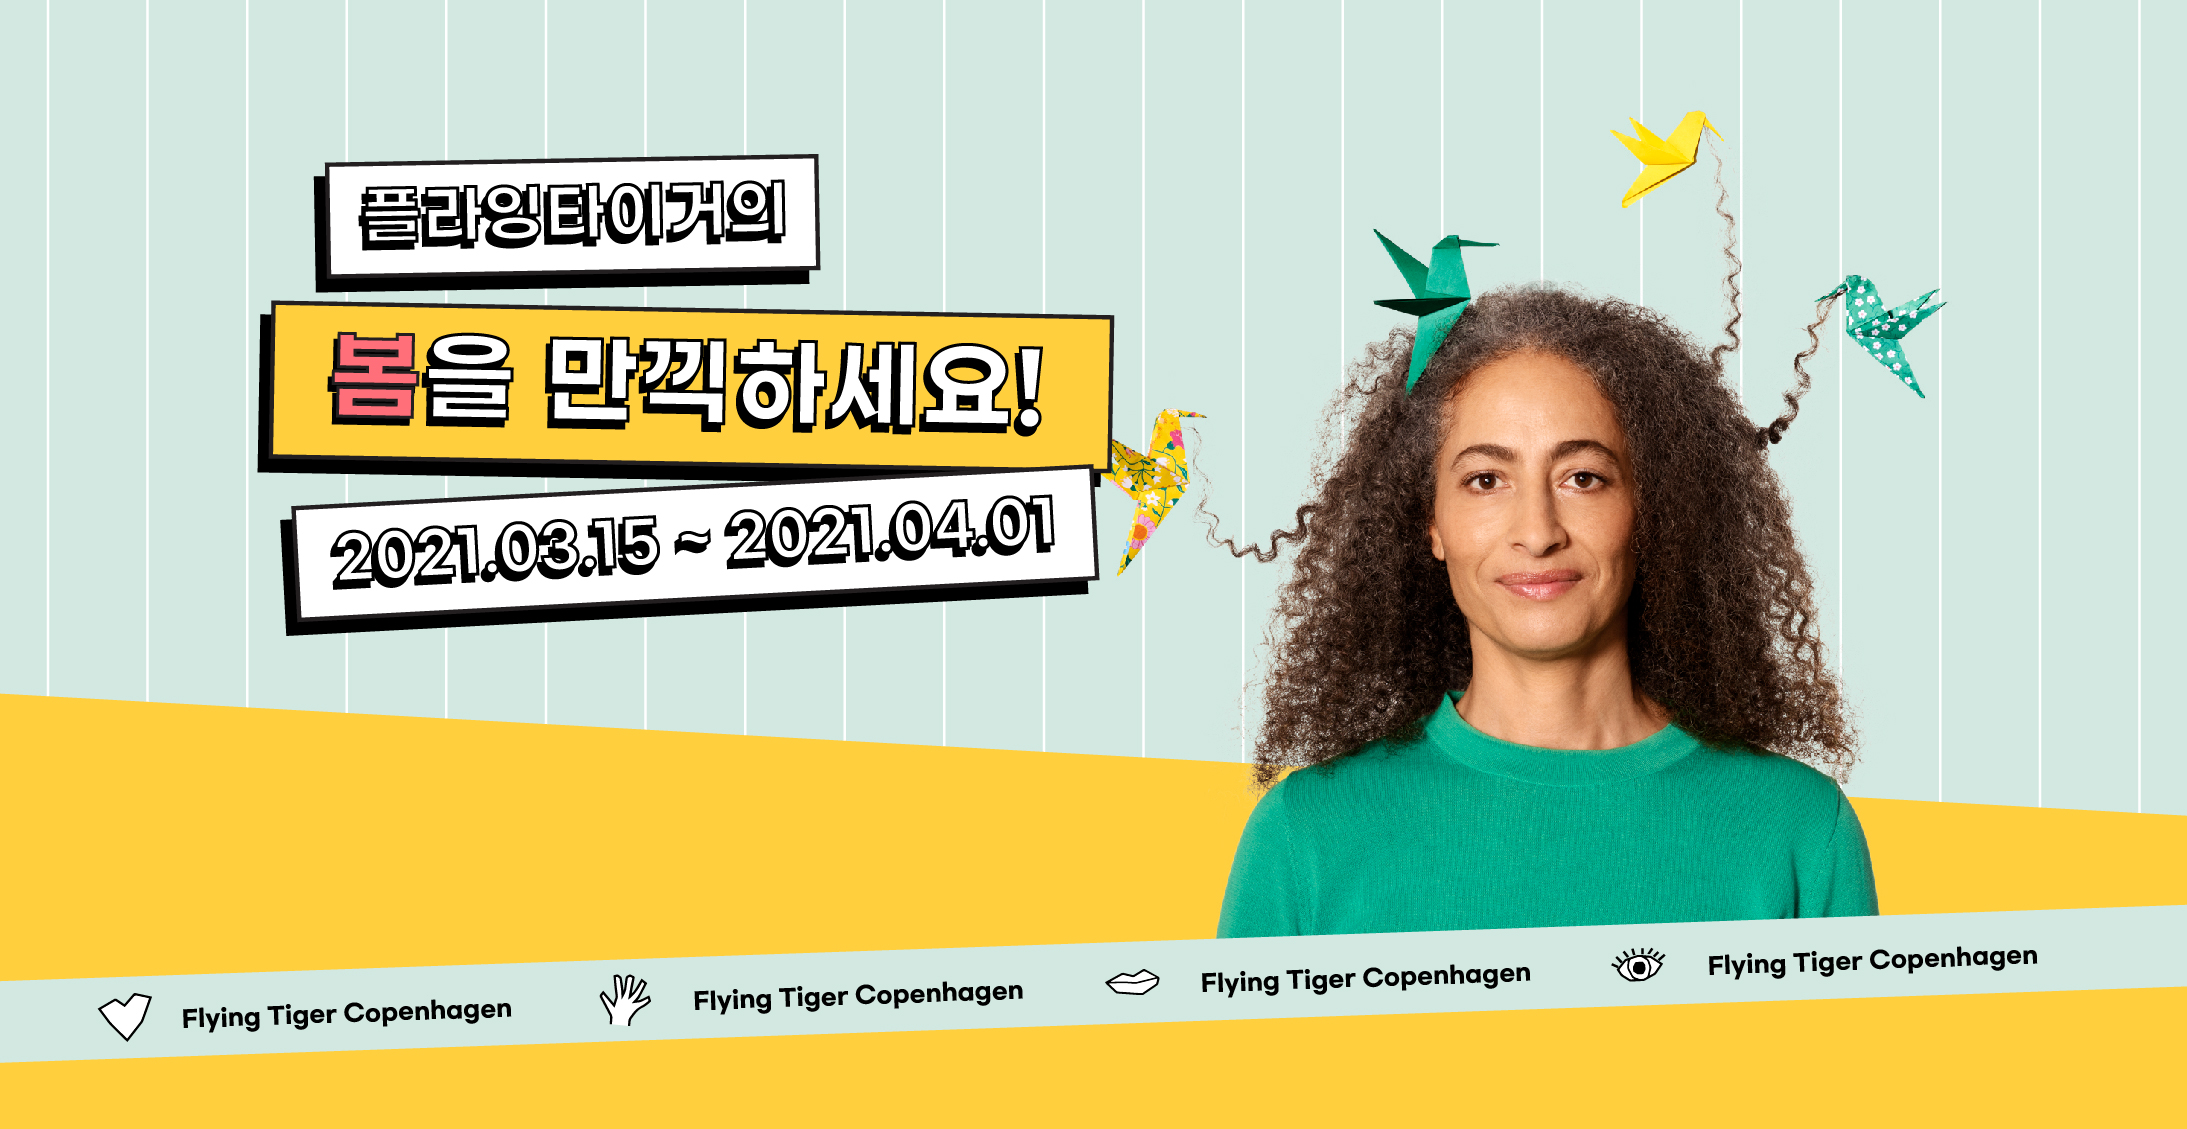 플라잉타이거의
봄을 만끽하세요!
2021.03.15 ~ 2021.04.01
Flying Tiger Copenhagen
Flying Tiger Copenhagen
Flying Tiger Copenhagen
Flying Tiger Copenhagen